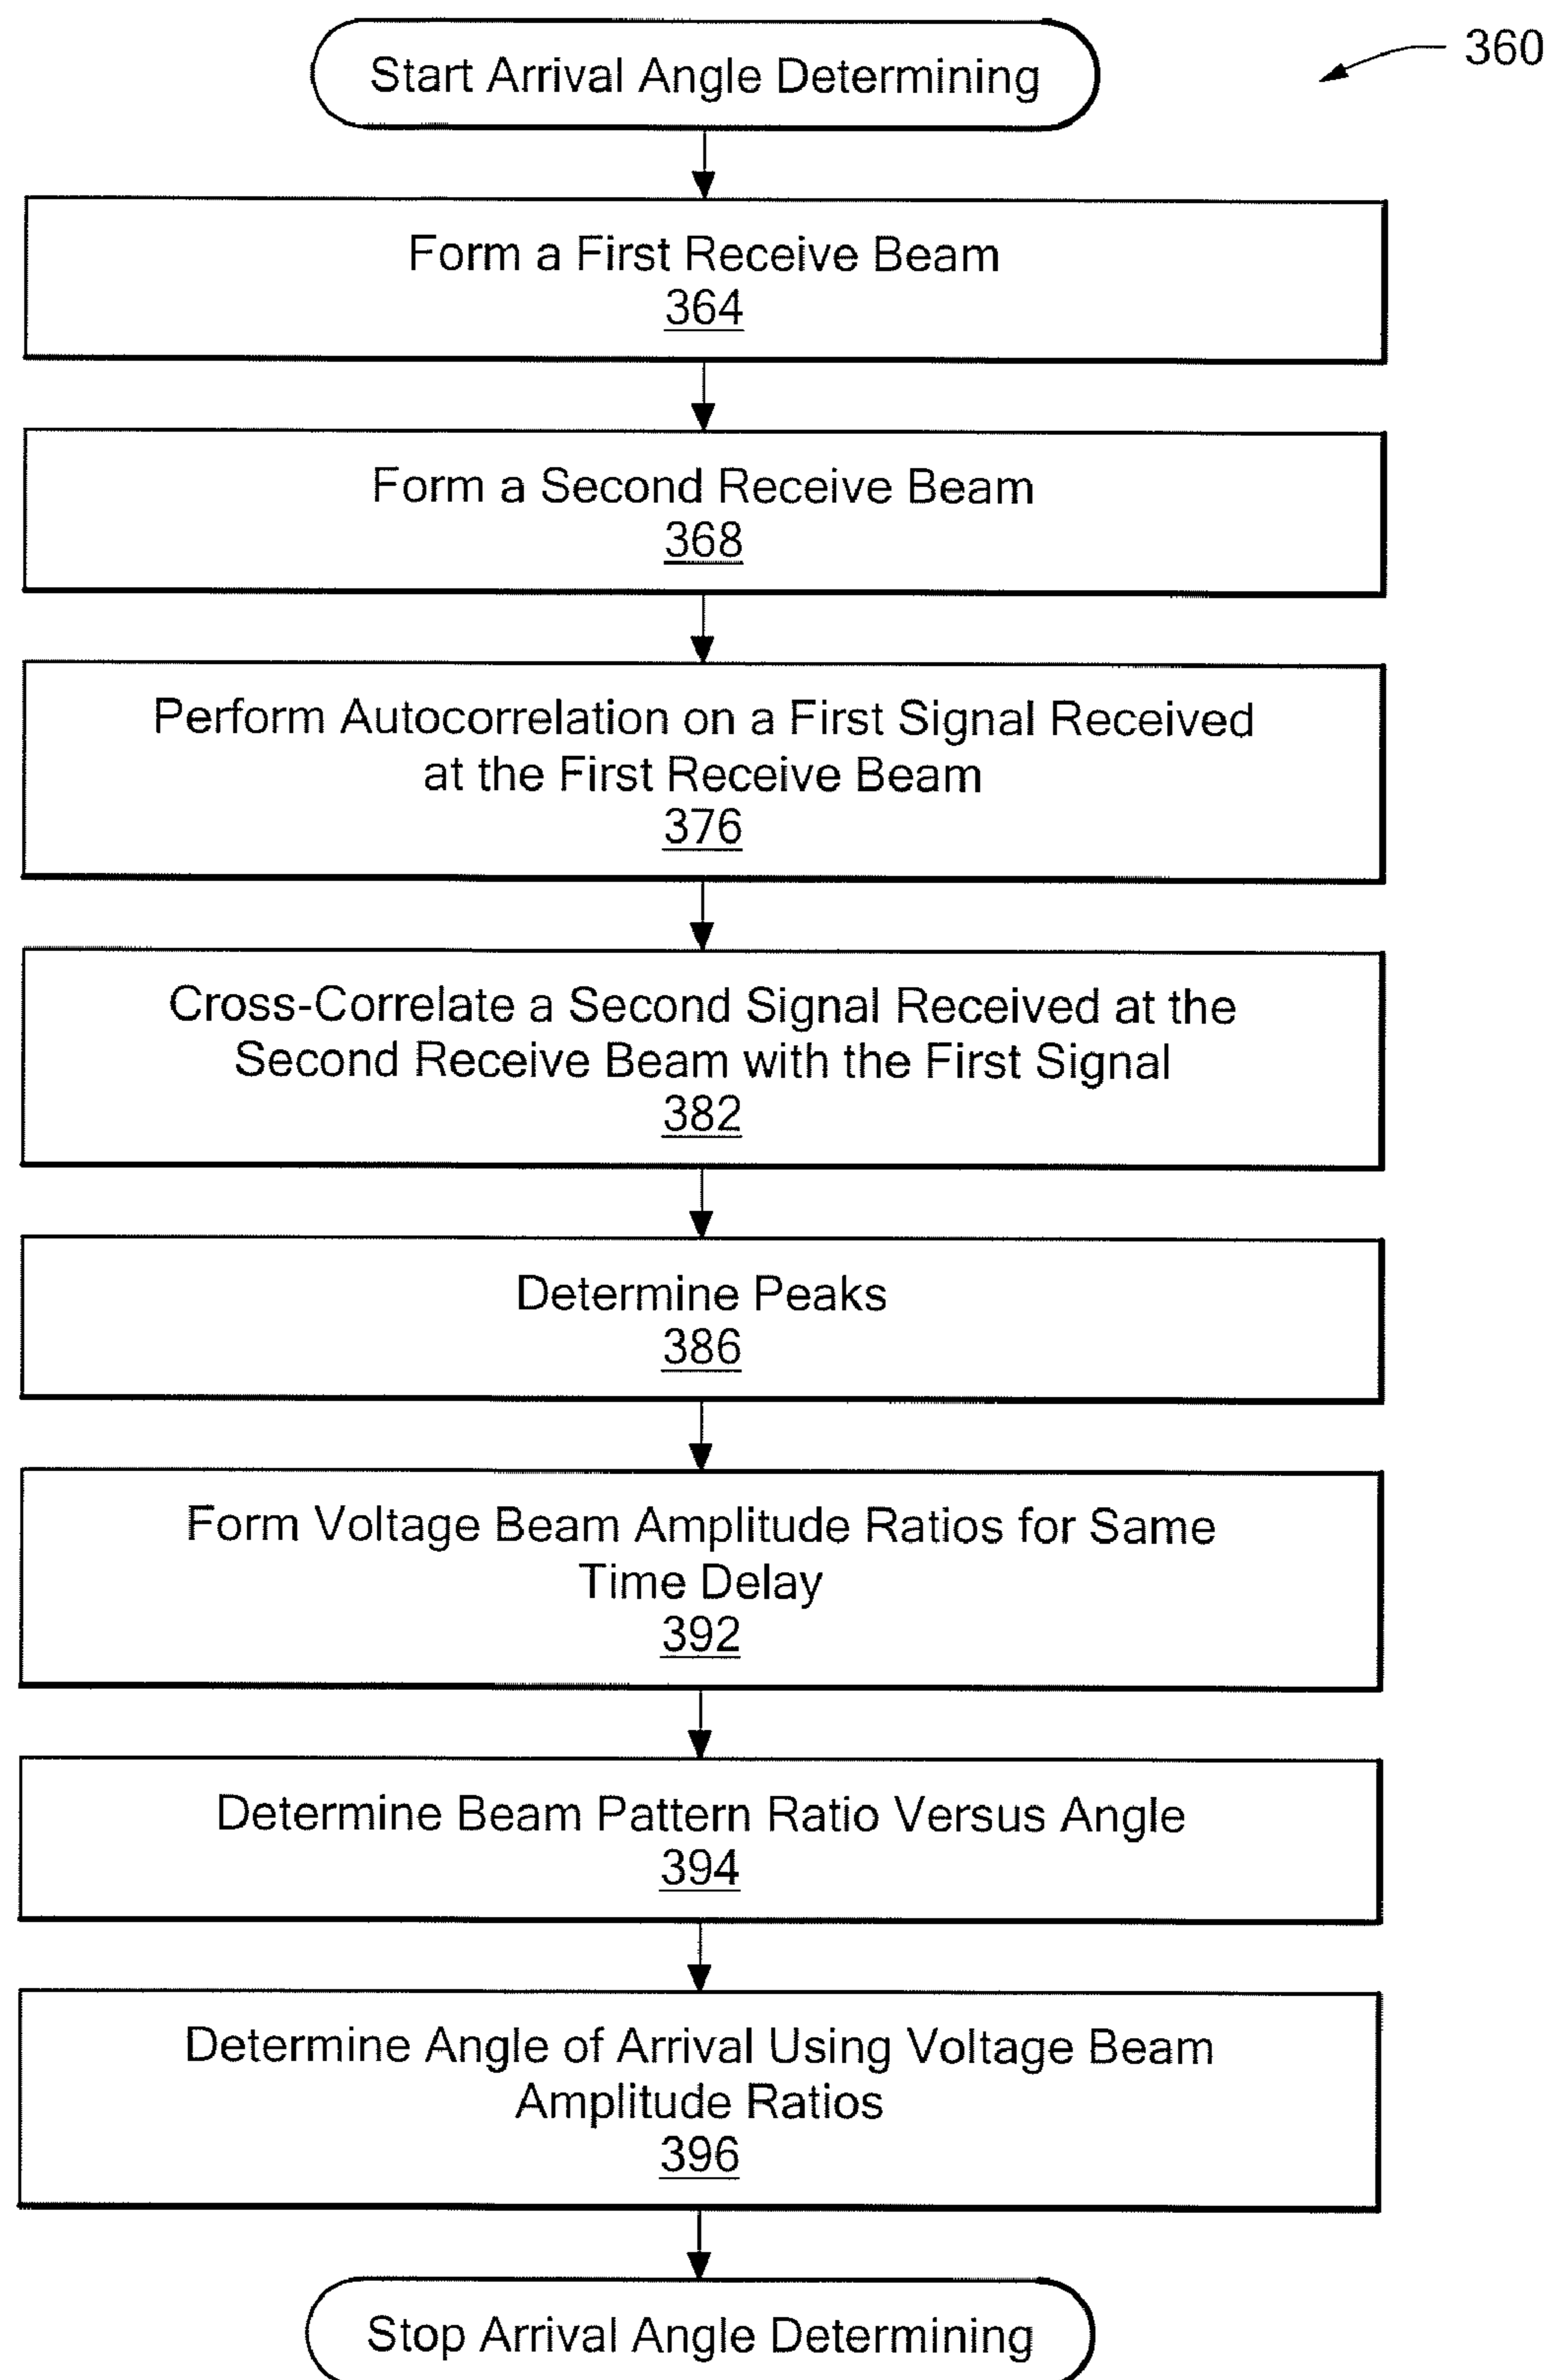 Start Arrival Angle Determining
360
Form a First Receive Beam
364
Form a Second Receive Beam
368
Perform Autocorrelation on a First Signal Received
at the First Receive Beam
376
Cross-Correlate a Second Signal Received at the
Second Receive Beam with the First Signal
382
Determine Peaks
386
Form Voltage Beam Amplitude Ratios for Same
Time Delay
392
Determine Beam Pattern Ratio Versus Angle
394
Determine Angle of Arrival Using Voltage Beam
Amplitude Ratios
396
Stop Arrival Angle Determining